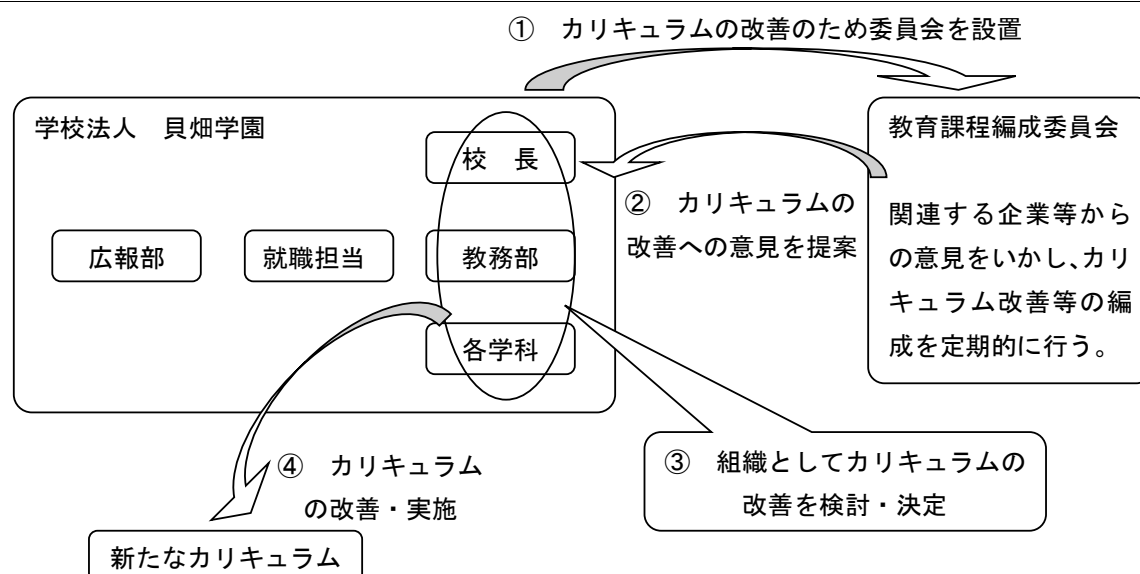 ① カリキュラムの改善のため委員会を設置
学校法人 貝畑学園
校 長
広報部
就職担当
教務部
各学科
② カリキュラムの
改善への意見を提案
教育課程編成委員会
関連する企業等から
の意見をいかし、カリ
キュラム改善等の編
成を定期的に行う。
③ 組織としてカリキュラムの
改善を検討・決定
④ カリキュラム
の改善・実施
新たなカリキュラム